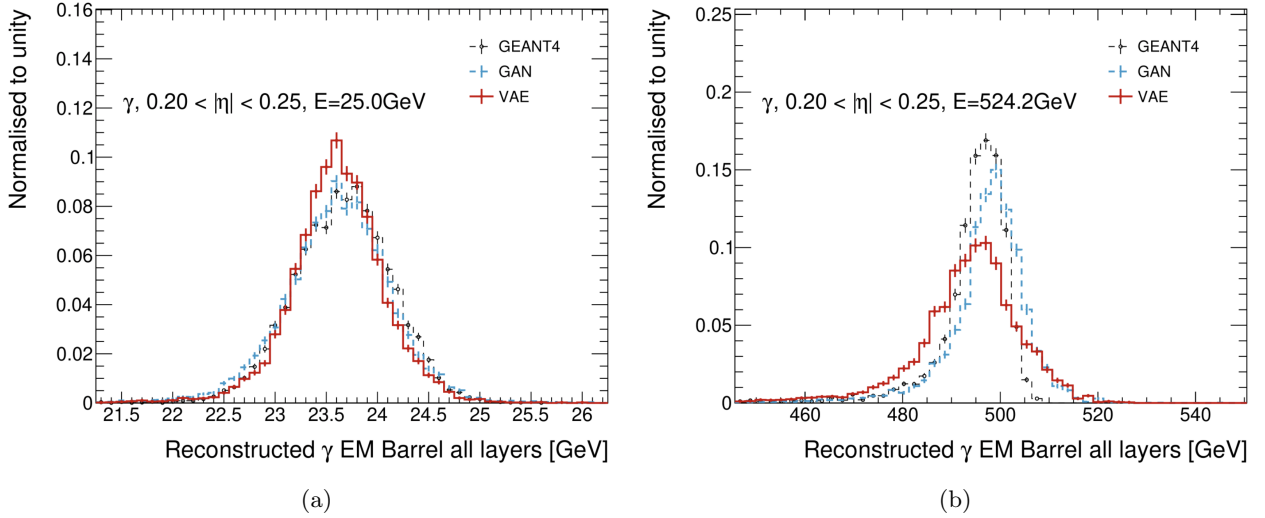 Normalised to unity
0.16
0.14
0.12
0.1
0.08
0.06
0.04
0.02
0
GEANT4
GAN
VAE
γ, 0.20 < |η| < 0.25, E=25.0GeV
21.5 22 22.5 23 23.5 24 24.5 25 25.5 26
Reconstructed γ EM Barrel all layers [GeV]
(a)
Normalised to unity
0.25
0.2
0.15
0.1
0.05
0
GEANT4
GAN
VAE
γ, 0.20 < |η| < 0.25, E=524.2GeV
460 480 500 520 540
Reconstructed γ EM Barrel all layers [GeV]
(b)